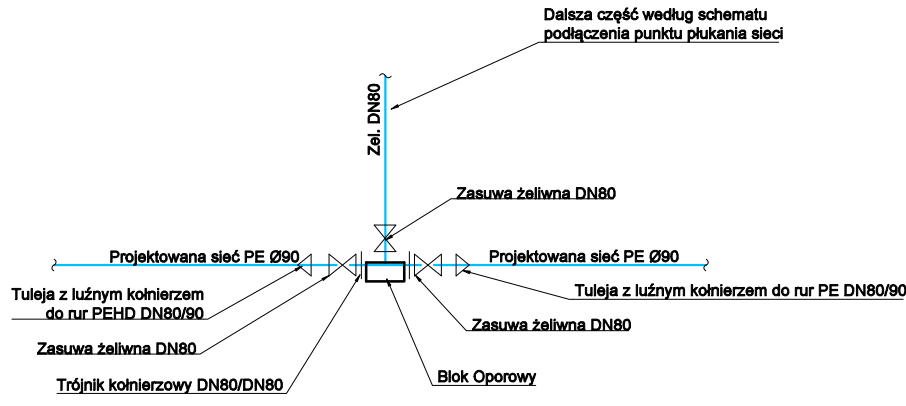 Dalsza część według schematu
podłączenia punktu płukania sieci
Żel. DN80
Zasuwa żeliwna DN80
Projektowana sieć PE Ø90
Projektowana sieć PE Ø90
Tuleja z luźnym kołnierzem
do rur PEHD DN80/90
Tuleja z luźnym kołnierzem do rur PE DN80/90
Zasuwa żeliwna DN80
Zasuwa żeliwna DN80
Trójnik kołnierzowy DN80/DN80
Blok Oporowy